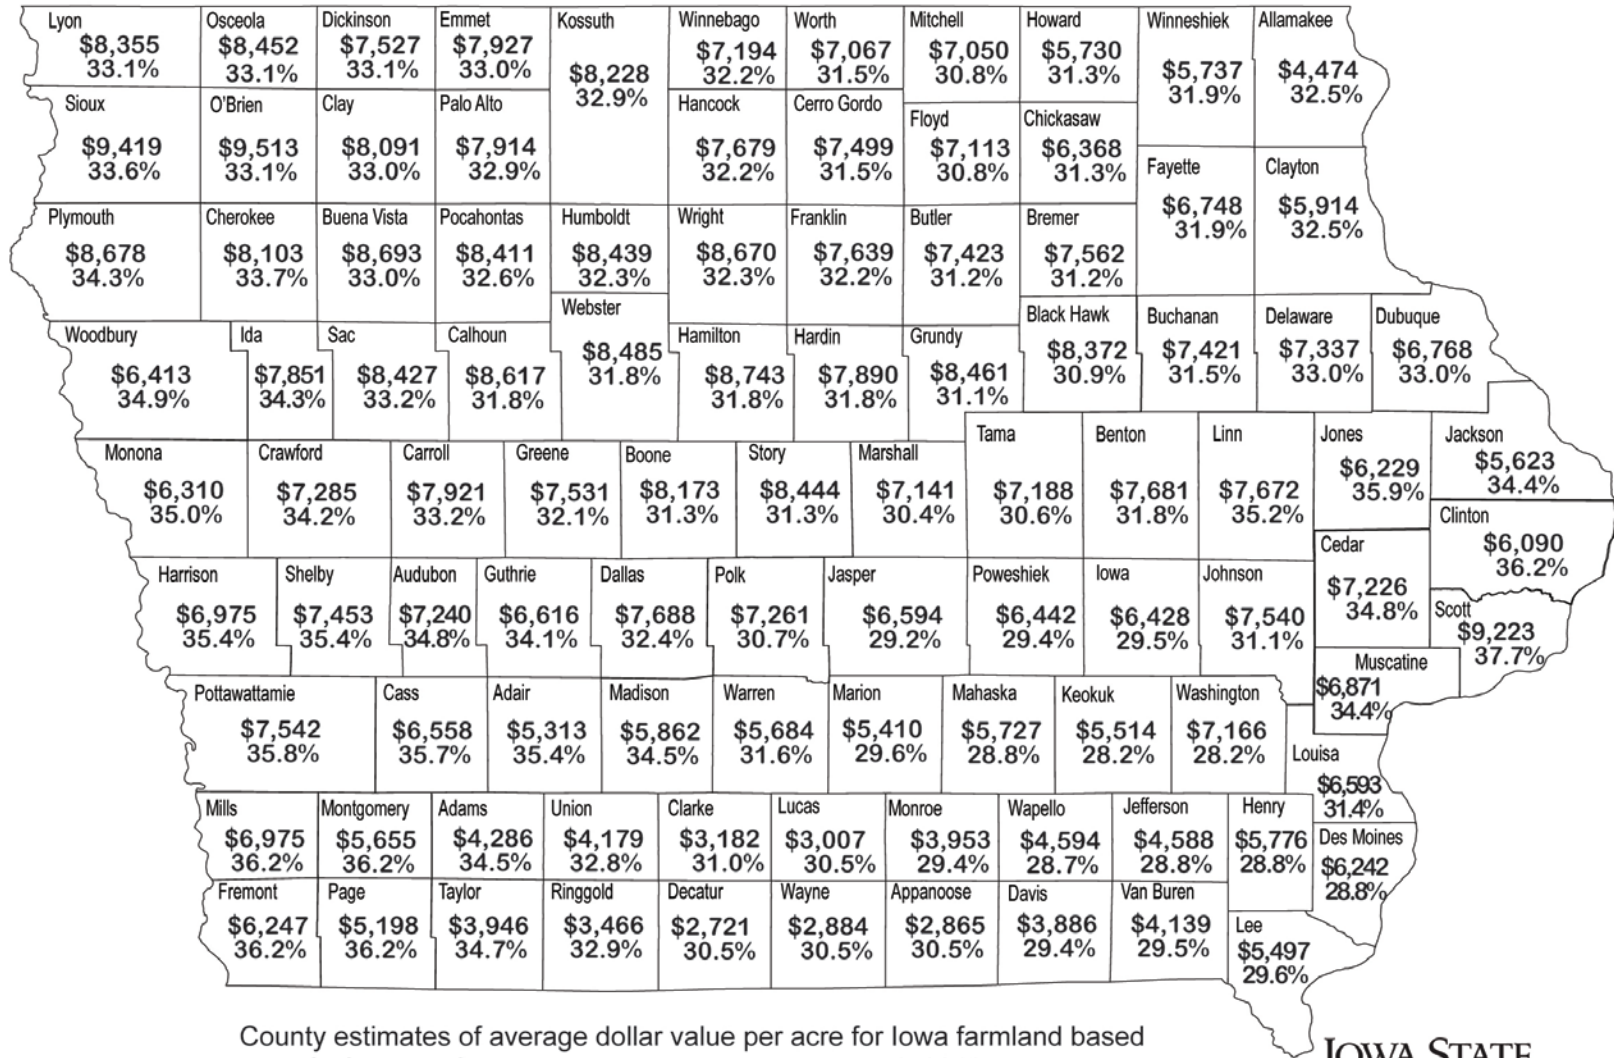 Lyon
$8,355
33.1%
Osceola
$8,452
33.1%
Dickinson
$7,527
33.1%
Emmet
$7,927
33.0%
Kossuth
$8,228
32.9%
Winnebago
$7,194
32.2%
Worth
$7,067
31.5%
Mitchell
$7,050
30.8%
Howard
$5,730
31.3%
Winneshiek
$5,737
31.9%
Allamakee
$4,474
32.5%
Sioux
$9,419
33.6%
O'Brien
$9,513
33.1%
Clay
$8,091
33.0%
Palo Alto
$7,914
32.9%
Hancock
$7,679
32.2%
Cerro Gordo
$7,499
31.5%
Floyd
$7,113
30.8%
Chickasaw
$6,368
31.3%
Fayette
$6,748
31.9%
Clayton
$5,914
32.5%
Plymouth
$8,678
34.3%
Cherokee
$8,103
33.7%
Buena Vista
$8,693
33.0%
Pocahontas
$8,411
32.6%
Humboldt
$8,439
32.3%
Wright
$8,670
32.3%
Franklin
$7,639
32.2%
Butler
$7,423
31.2%
Bremer
$7,562
31.2%
Woodbury
$6,413
34.9%
Ida
$7,851
34.3%
Sac
$8,427
33.2%
Calhoun
$8,617
31.8%
Webster
$8,485
31.8%
Hamilton
$8,743
31.8%
Hardin
$7,890
31.8%
Grundy
$8,461
31.1%
Black Hawk
$8,372
30.9%
Buchanan
$7,421
31.5%
Delaware
$7,337
33.0%
Dubuque
$6,768
33.0%
Monona
$6,310
35.0%
Crawford
$7,285
34.2%
Carroll
$7,921
33.2%
Greene
$7,531
32.1%
Boone
$8,173
31.3%
Story
$8,444
31.3%
Marshall
$7,141
30.4%
Tama
$7,188
30.6%
Benton
$7,681
31.8%
Linn
$7,672
35.2%
Jones
$6,229
35.9%
Jackson
$5,623
34.4%
Clinton
$6,090
36.2%
Cedar
$7,226
34.8%
Scott
$9,223
37.7%
Harrison
$6,975
35.4%
Shelby
$7,453
35.4%
Audubon
$7,240
34.8%
Guthrie
$6,616
34.1%
Dallas
$7,688
32.4%
Polk
$7,261
30.7%
Jasper
$6,594
29.2%
Poweshiek
$6,442
29.4%
Iowa
$6,428
29.5%
Johnson
$7,540
31.1%
Muscatine
$6,871
34.4%
Pottawattamie
$7,542
35.8%
Cass
$6,558
35.7%
Adair
$5,313
35.4%
Madison
$5,862
34.5%
Warren
$5,684
31.6%
Marion
$5,410
29.6%
Mahaska
$5,727
28.8%
Keokuk
$5,514
28.2%
Washington
$7,166
28.2%
Louisa
$6,593
31.4%
Mills
$6,975
36.2%
Montgomery
$5,655
36.2%
Adams
$4,286
34.5%
Union
$4,179
32.8%
Clarke
$3,182
31.0%
Lucas
$3,007
30.5%
Monroe
$3,953
29.4%
Wapello
$4,594
28.7%
Jefferson
$4,588
28.8%
Henry
$5,776
28.8%
Des Moines
$6,242
28.8%
Fremont
$6,247
36.2%
Page
$5,198
36.2%
Taylor
$3,946
34.7%
Ringgold
$3,466
32.9%
Decatur
$2,721
30.5%
Wayne
$2,884
30.5%
Appanoose
$2,865
30.5%
Davis
$3,886
29.4%
Van Buren
$4,139
29.5%
Lee
$5,497
29.6%
County estimates of average dollar value per acre for Iowa farmland based
IOWA STATE